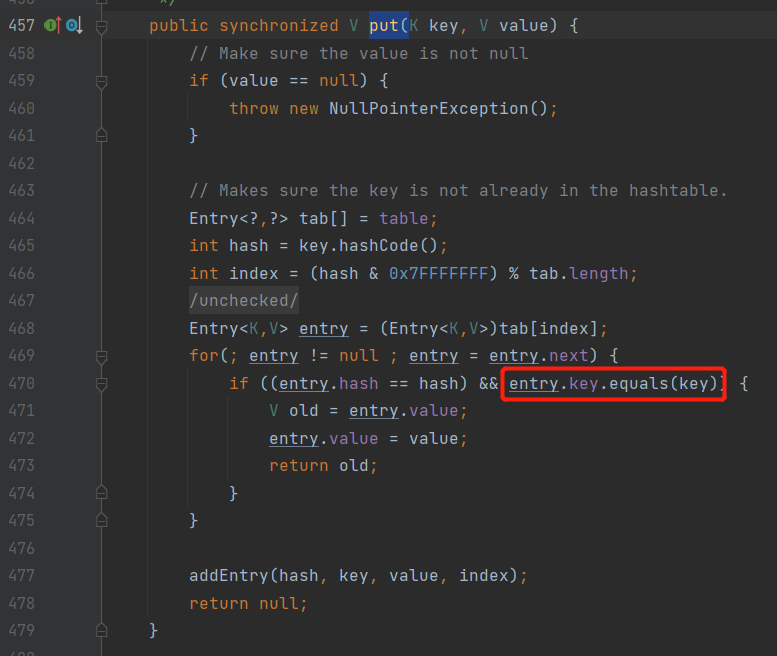 */
457 public synchronized V put(K key, V value) {
458 // Make sure the value is not null
459 if (value == null) {
460 throw new NullPointerException();
461 }
462
463 // Makes sure the key is not already in the hashtable.
464 Entry<?,?> tab[] = table;
465 int hash = key.hashCode();
466 int index = (hash & 0x7FFFFFFF) % tab.length;
467 /unchecked/
468 Entry<K,V> entry = (Entry<K,V>)tab[index];
469 for(; entry != null ; entry = entry.next) {
470 if ((entry.hash == hash) && entry.key.equals(key)) {
471 V old = entry.value;
472 entry.value = value;
473 return old;
474 }
475 }
476
477 addEntry(hash, key, value, index);
478 return null;
479 }